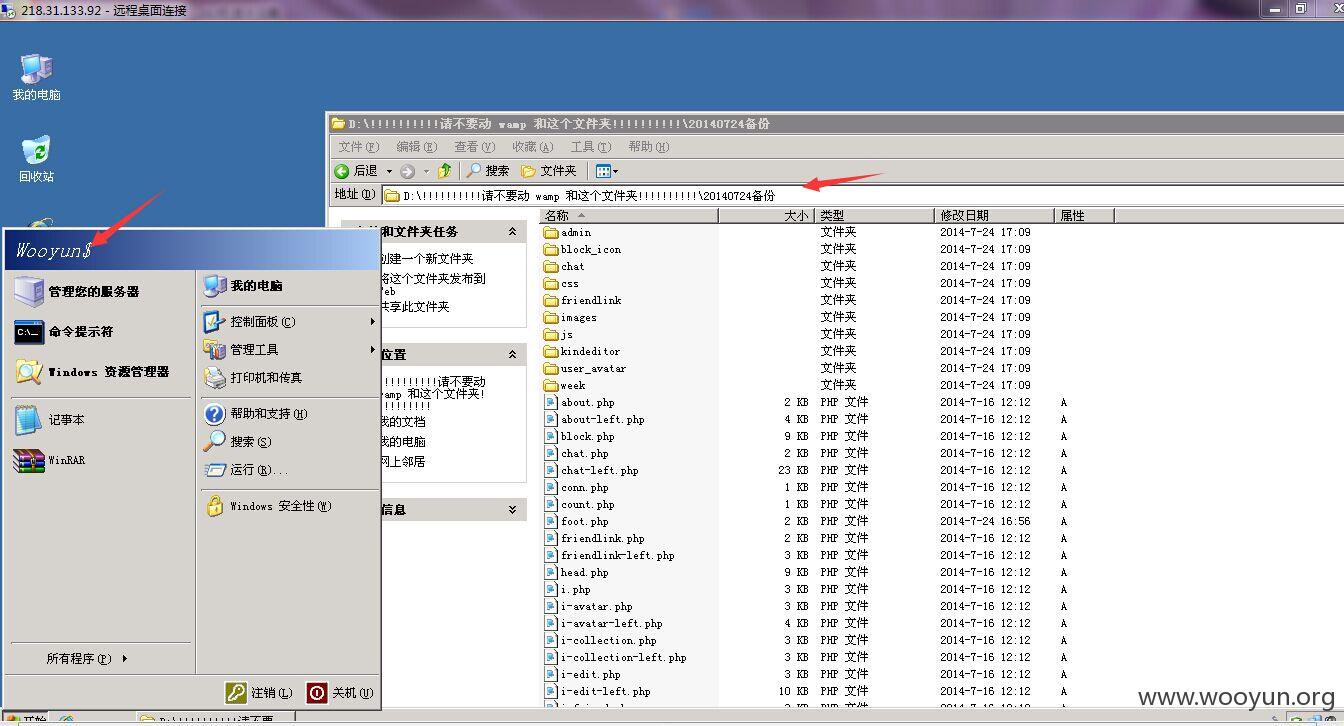 218.31.133.92 - 远程桌面连接
我的电脑
回收站
D:\!!!!!!!!!!请不要动 wamp 和这个文件夹!!!!!!!!!!\20140724备份
文件(F) 编辑(E) 查看(V) 收藏(A) 工具(T) 帮助(H)
后退 搜索 文件夹
地址(D) D:\!!!!!!!!!!请不要动 wamp 和这个文件夹!!!!!!!!!!\20140724备份
Wooyun$
管理您的服务器
命令提示符
Windows 资源管理器
记事本
WinRAR
所有程序(P)
我的电脑
控制面板(C)
管理工具
打印机和传真
帮助和支持(H)
搜索(S)
运行(R)...
Windows 安全性(W)
注销(L) 关机(U)
和文件夹任务
创建一个新文件夹
将这个文件夹发布到
eb
共享此文件夹
位置
!!!!!!!!!请不要动
wamp 和这个文件夹!
!!!!!!!!
我的文档
我的电脑
网上邻居
信息
名称 大小 类型 修改日期 属性
admin 文件夹 2014-7-24 17:09
block_icon 文件夹 2014-7-24 17:09
chat 文件夹 2014-7-24 17:09
css 文件夹 2014-7-24 17:09
friendlink 文件夹 2014-7-24 17:09
images 文件夹 2014-7-24 17:09
js 文件夹 2014-7-24 17:09
kindeditor 文件夹 2014-7-24 17:09
user_avatar 文件夹 2014-7-24 17:09
week 文件夹 2014-7-24 17:09
about.php 2 KB PHP 文件 2014-7-16 12:12 A
about-left.php 4 KB PHP 文件 2014-7-16 12:12 A
block.php 9 KB PHP 文件 2014-7-16 12:12 A
chat.php 2 KB PHP 文件 2014-7-16 12:12 A
chat-left.php 23 KB PHP 文件 2014-7-16 12:12 A
conn.php 1 KB PHP 文件 2014-7-16 12:12 A
count.php 1 KB PHP 文件 2014-7-16 12:12 A
foot.php 2 KB PHP 文件 2014-7-24 16:56 A
friendlink.php 2 KB PHP 文件 2014-7-16 12:12 A
friendlink-left.php 3 KB PHP 文件 2014-7-16 12:12 A
head.php 9 KB PHP 文件 2014-7-16 12:12 A
i.php 3 KB PHP 文件 2014-7-16 12:12 A
i-avatar.php 3 KB PHP 文件 2014-7-16 12:12 A
i-avatar-left.php 4 KB PHP 文件 2014-7-16 12:12 A
i-collection.php 3 KB PHP 文件 2014-7-16 12:12 A
i-collection-left.php 3 KB PHP 文件 2014-7-16 12:12 A
i-edit.php 3 KB PHP 文件 2014-7-16 12:12 A
i-edit-left.php 10 KB PHP 文件 2014-7-16 12:12 A
www.wooyun.org
开始 D:\!!!!!!!!!!请不要...